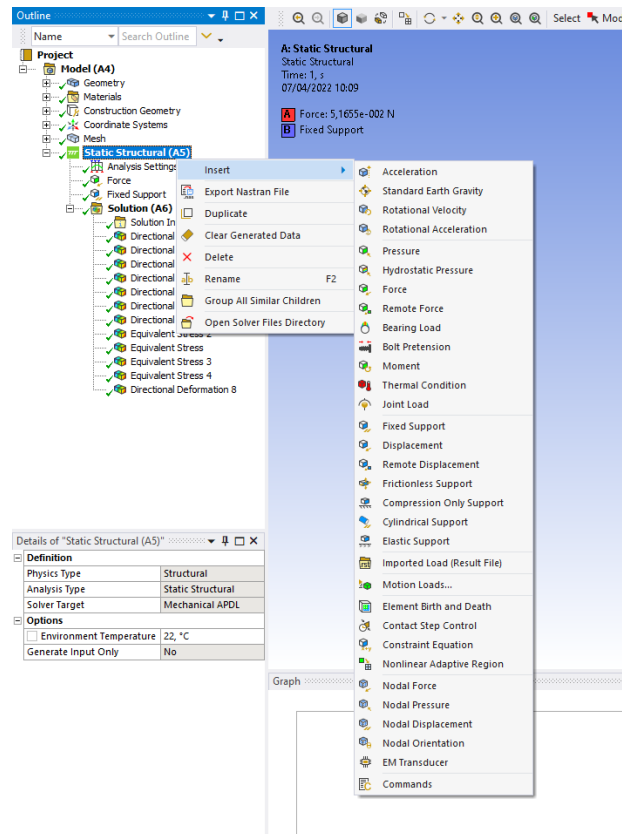 Outline
Name
Search Outline
Project
Model (A4)
Geometry
Materials
Construction Geometry
Coordinate Systems
Mesh
Static Structural (A5)
Analysis Settings
Force
Fixed Support
Solution (A6)
Solution In
Directional
Directional
Directional
Directional
Directional
Directional
Directional
Equivalent Stress 2
Equivalent Stress
Equivalent Stress 3
Equivalent Stress 4
Directional Deformation 8
Insert
Export Nastran File
Duplicate
Clear Generated Data
Delete
Rename F2
Group All Similar Children
Open Solver Files Directory
Select Mod
A: Static Structural
Static Structural
Time: 1, s
07/04/2022 10:09
A Force: 5,1655e-002 N
B Fixed Support
Acceleration
Standard Earth Gravity
Rotational Velocity
Rotational Acceleration
Pressure
Hydrostatic Pressure
Force
Remote Force
Bearing Load
Bolt Pretension
Moment
Thermal Condition
Joint Load
Fixed Support
Displacement
Remote Displacement
Frictionless Support
Compression Only Support
Cylindrical Support
Elastic Support
Imported Load (Result File)
Motion Loads...
Element Birth and Death
Contact Step Control
Constraint Equation
Nonlinear Adaptive Region
Nodal Force
Nodal Pressure
Nodal Displacement
Nodal Orientation
EM Transducer
Commands
Details of "Static Structural (A5)"
Definition
Physics Type Structural
Analysis Type Static Structural
Solver Target Mechanical APDL
Options
Environment Temperature 22, °C
Generate Input Only No
Graph